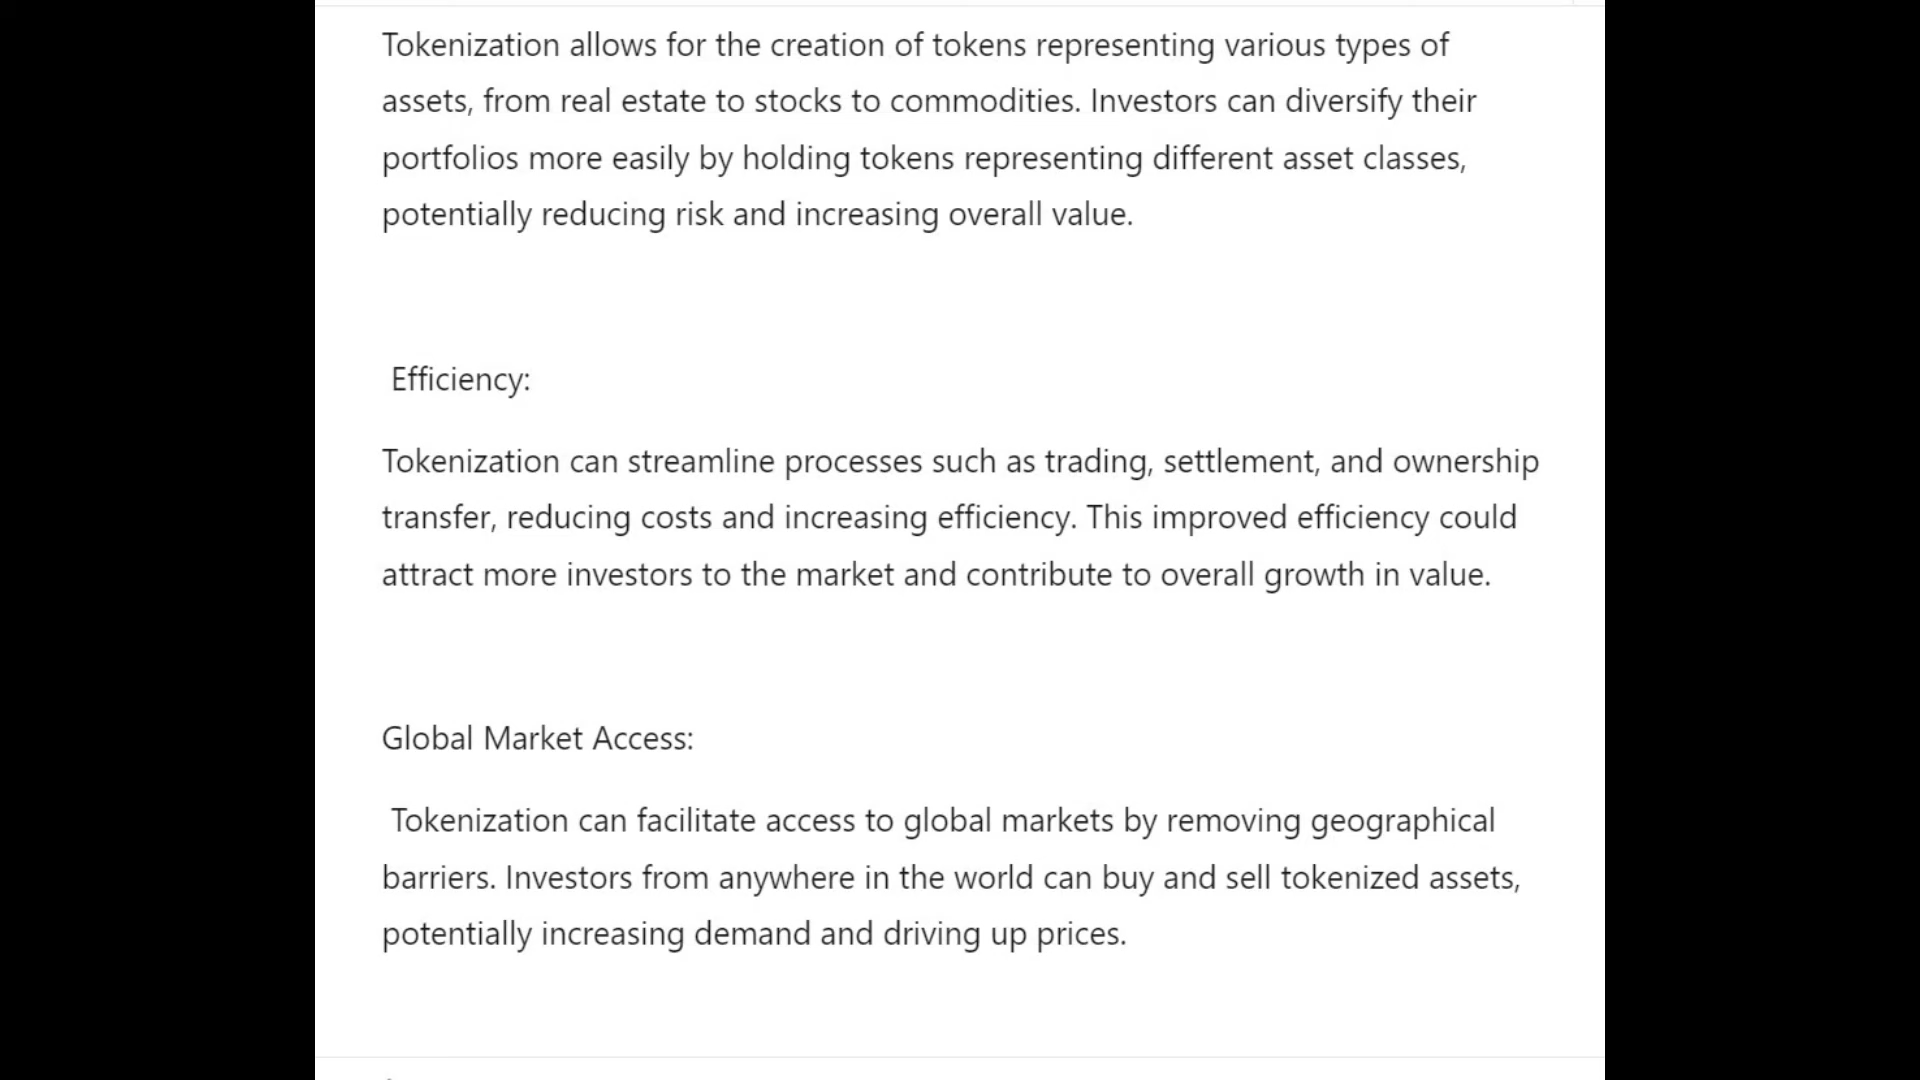 Tokenization allows for the creation of tokens representing various types of
assets, from real estate to stocks to commodities. Investors can diversify their
portfolios more easily by holding tokens representing different asset classes,
potentially reducing risk and increasing overall value.
Efficiency:
Tokenization can streamline processes such as trading, settlement, and ownership
transfer, reducing costs and increasing efficiency. This improved efficiency could
attract more investors to the market and contribute to overall growth in value.
Global Market Access:
Tokenization can facilitate access to global markets by removing geographical
barriers. Investors from anywhere in the world can buy and sell tokenized assets,
potentially increasing demand and driving up prices.